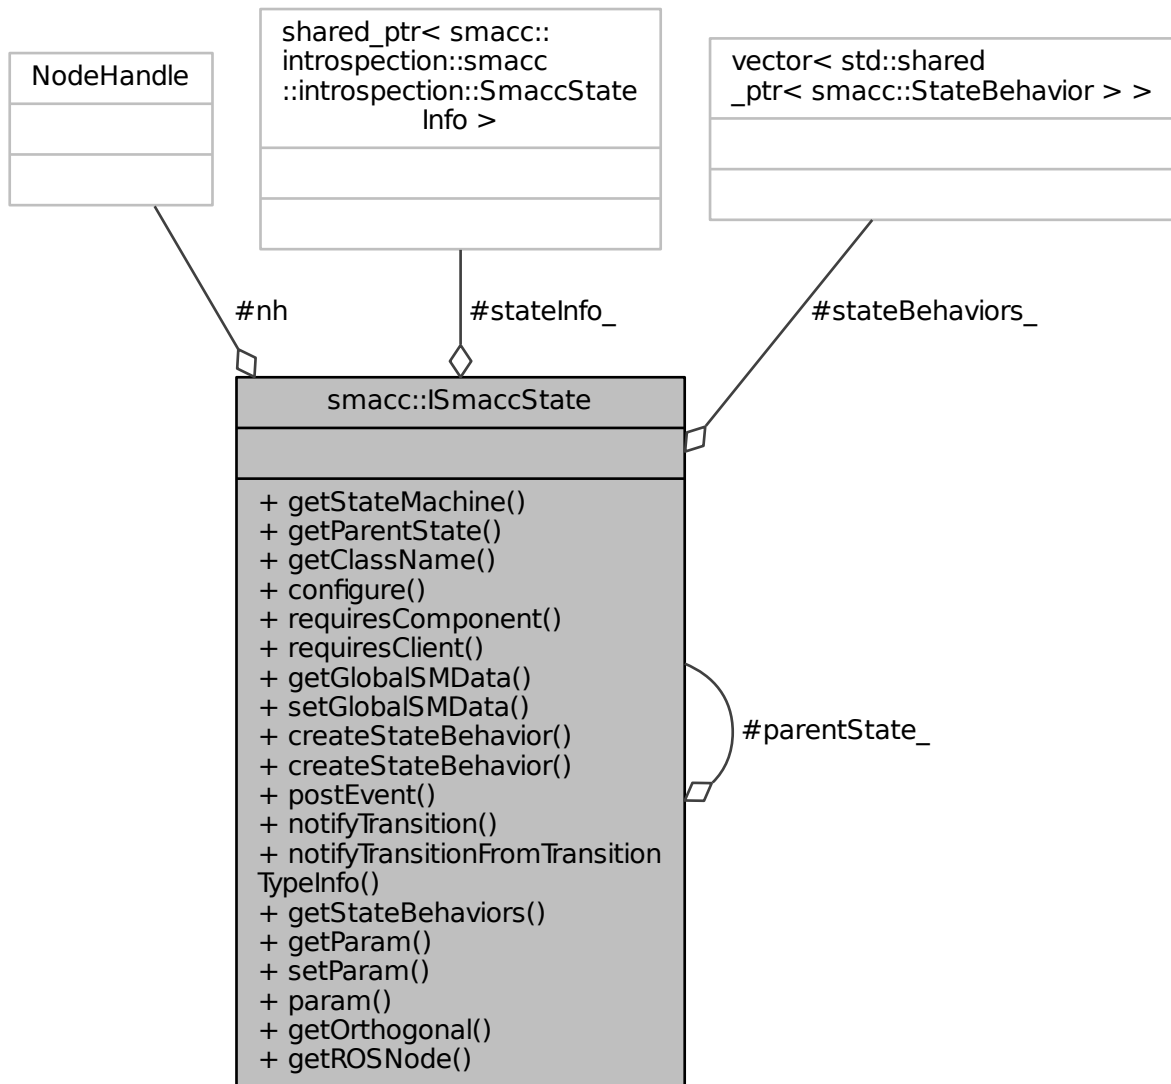 NodeHandle
shared_ptr< smacc::
introspection::smacc
::introspection::SmaccState
Info >
vector< std::shared
_ptr< smacc::StateBehavior > >
#nh
#stateInfo_
#stateBehaviors_
smacc::ISmaccState
+ getStateMachine()
+ getParentState()
+ getClassName()
+ configure()
+ requiresComponent()
+ requiresClient()
+ getGlobalSMData()
+ setGlobalSMData()
+ createStateBehavior()
+ createStateBehavior()
+ postEvent()
+ notifyTransition()
+ notifyTransitionFromTransition
TypeInfo()
+ getStateBehaviors()
+ getParam()
+ setParam()
+ param()
+ getOrthogonal()
+ getROSNode()
#parentState_